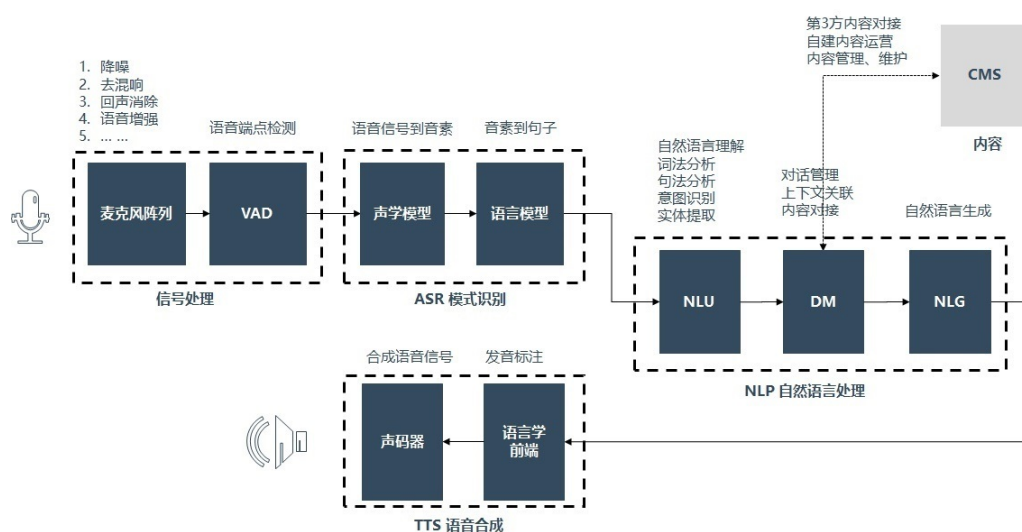 第3方内容对接
自建内容运营
内容管理、维护
CMS
内容
1. 降噪
2. 去混响
3. 回声消除
4. 语音增强
5. ... ...
语音端点检测
麦克风阵列
VAD
信号处理
语音信号到音素
音素到句子
声学模型
语言模型
ASR 模式识别
自然语言理解
词法分析
句法分析
意图识别
实体提取
对话管理
上下文关联
内容对接
自然语言生成
NLU
DM
NLG
NLP 自然语言处理
合成语音信号
发音标注
声码器
语言学
前端
TTS 语音合成